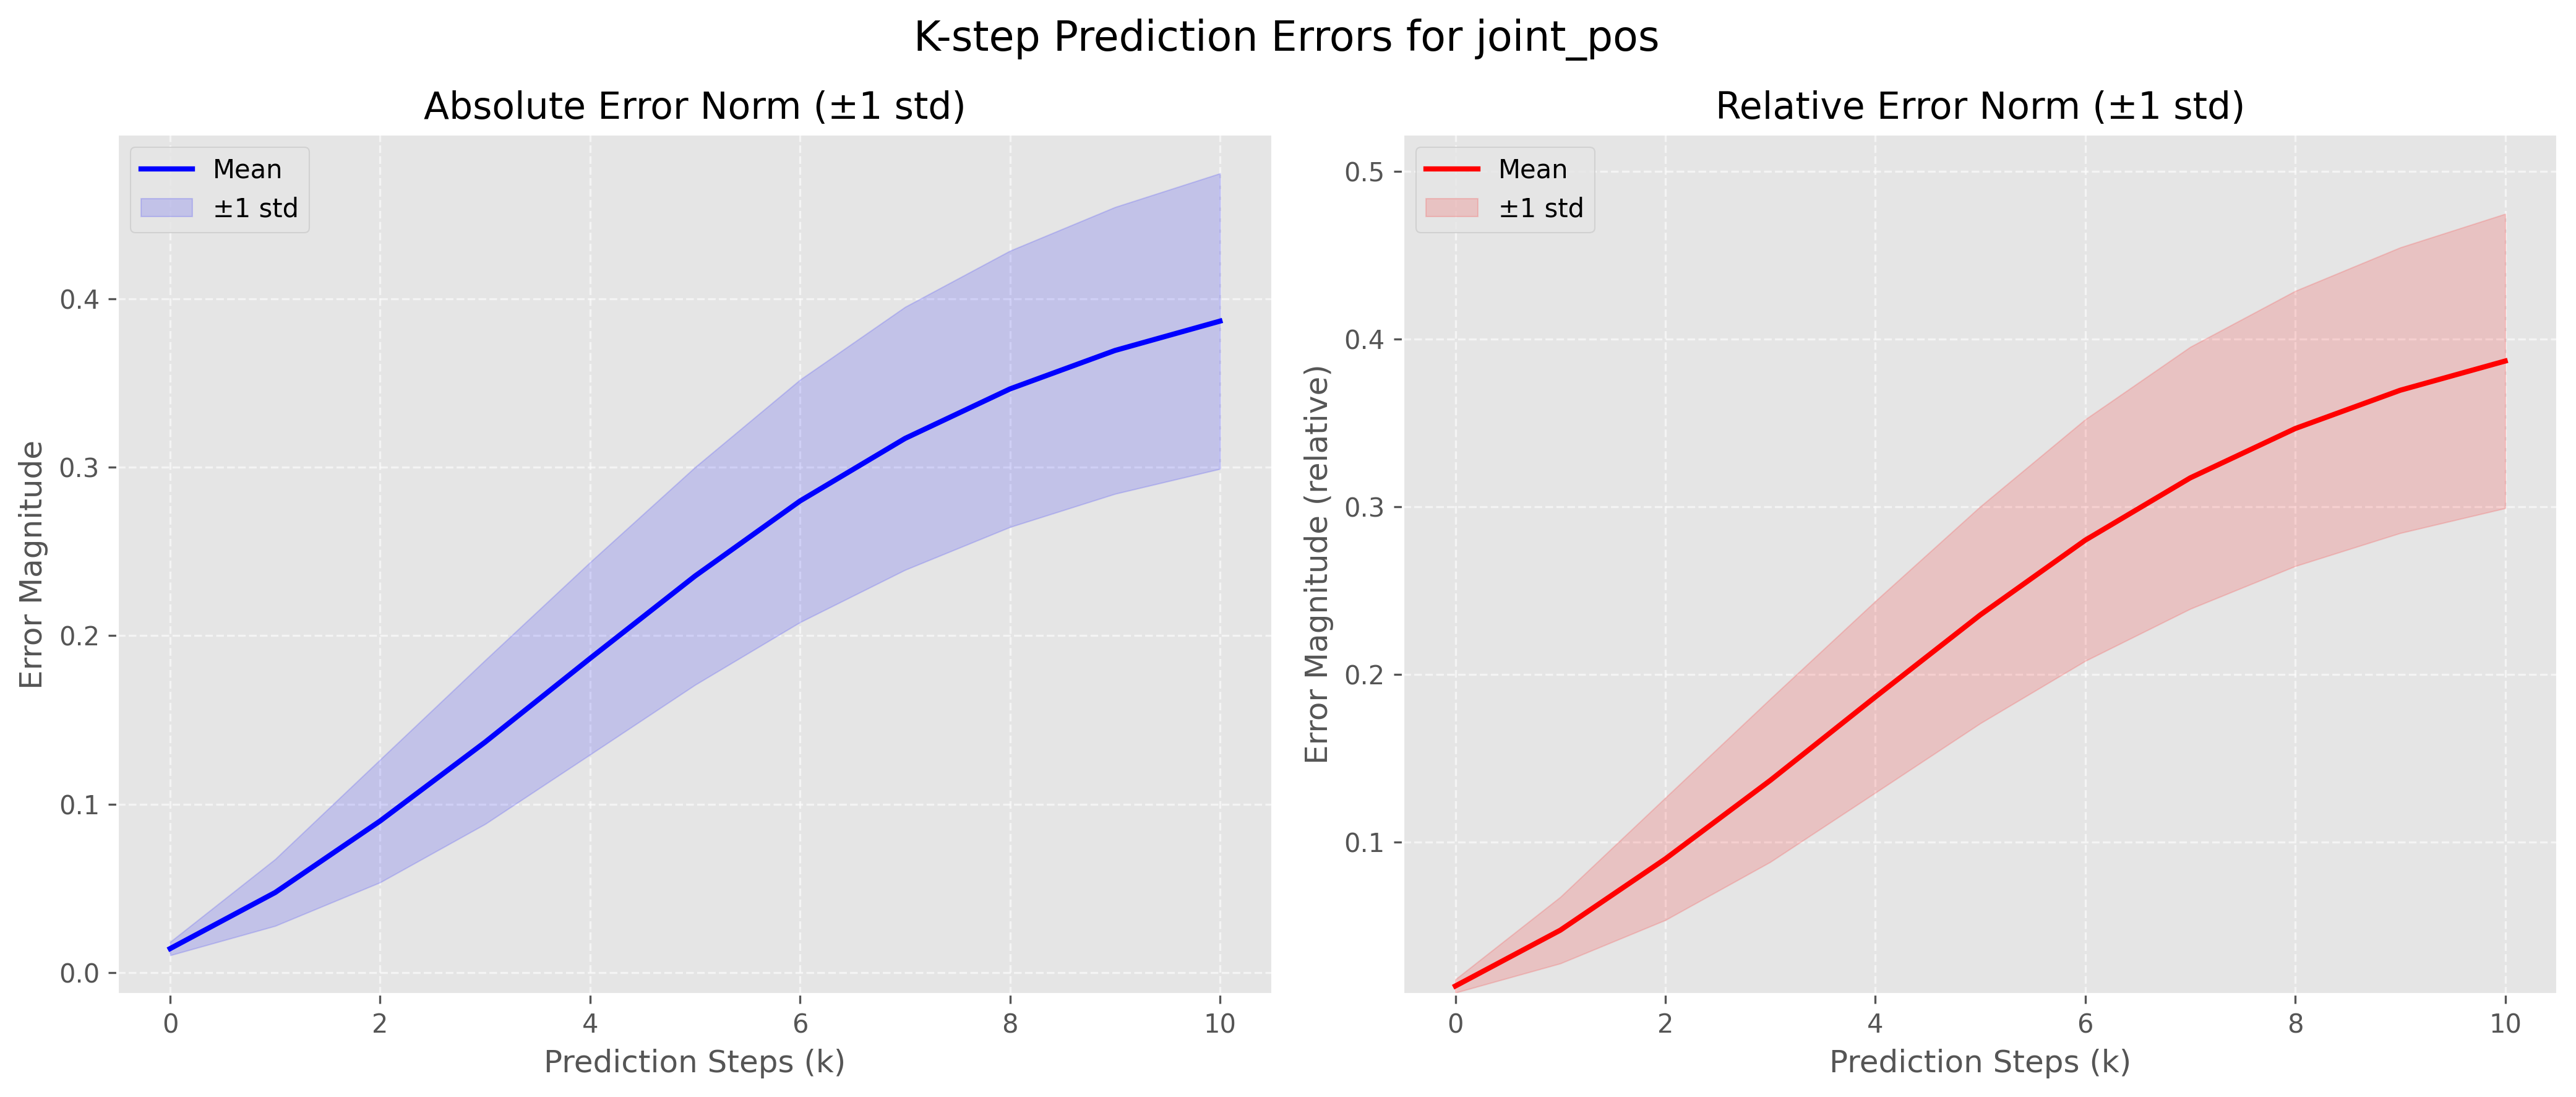 K-step Prediction Errors for joint_pos
Absolute Error Norm (±1 std)
Mean
±1 std
0.4
0.3
0.2
0.1
0.0
Error Magnitude
0 2 4 6 8 10
Prediction Steps (k)
Relative Error Norm (±1 std)
Mean
±1 std
0.5
0.4
0.3
0.2
0.1
Error Magnitude (relative)
0 2 4 6 8 10
Prediction Steps (k)